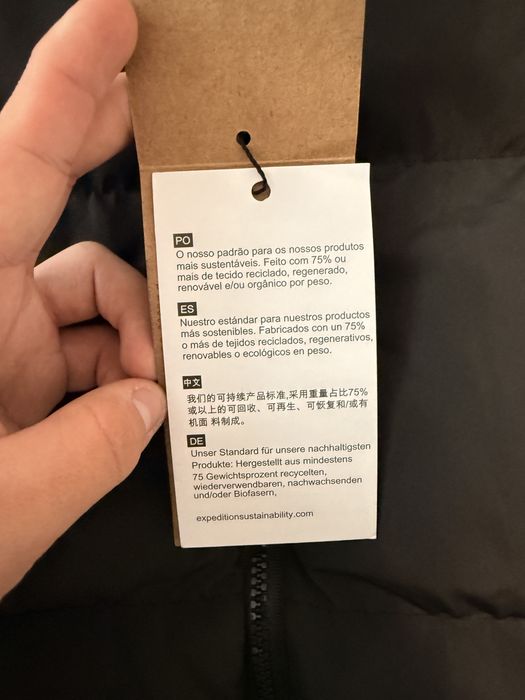 PO
O nosso padrão para os nossos produtos
mais sustentáveis. Feito com 75% ou
mais de tecido reciclado, regenerado,
renovável e/ou orgânico por peso.
ES
Nuestro estándar para nuestros productos
más sostenibles. Fabricados con un 75%
o más de tejidos reciclados, regenerativos,
renovables o ecológicos en peso.
中文
我们的可持续产品标准,采用重量占比75%
或以上的可回收、可再生、可恢复和/或有
机面 料制成。
DE
Unser Standard für unsere nachhaltigsten
Produkte: Hergestellt aus mindestens
75 Gewichtsprozent recycelten,
wiederverwendbaren, nachwachsenden
und/oder Biofasern,
expeditionsustainability.com